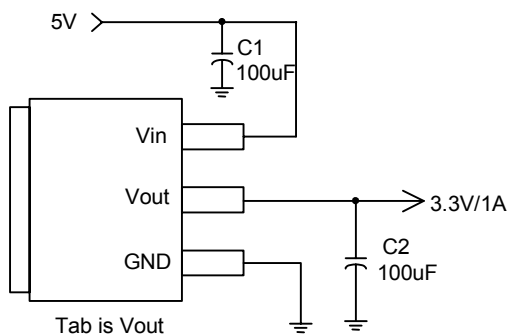 5V
C1
100uF
Vin
Vout
3.3V/1A
GND
C2
100uF
Tab is Vout